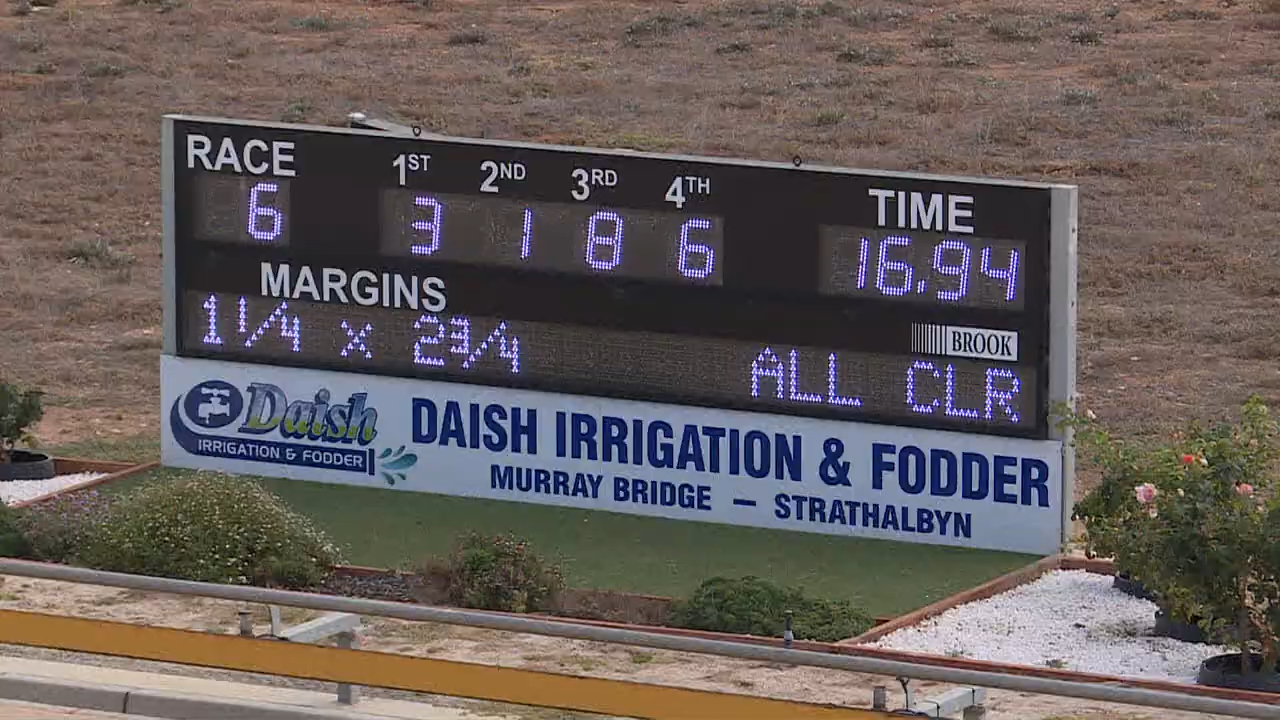 RACE 1ST 2ND 3RD 4TH TIME
6 3 1 8 6 16.94
MARGINS
1 1/4 x 2 3/4 ALL CLR
BROOK
Daish
IRRIGATION & FODDER
DAISH IRRIGATION & FODDER
MURRAY BRIDGE – STRATHALBYN